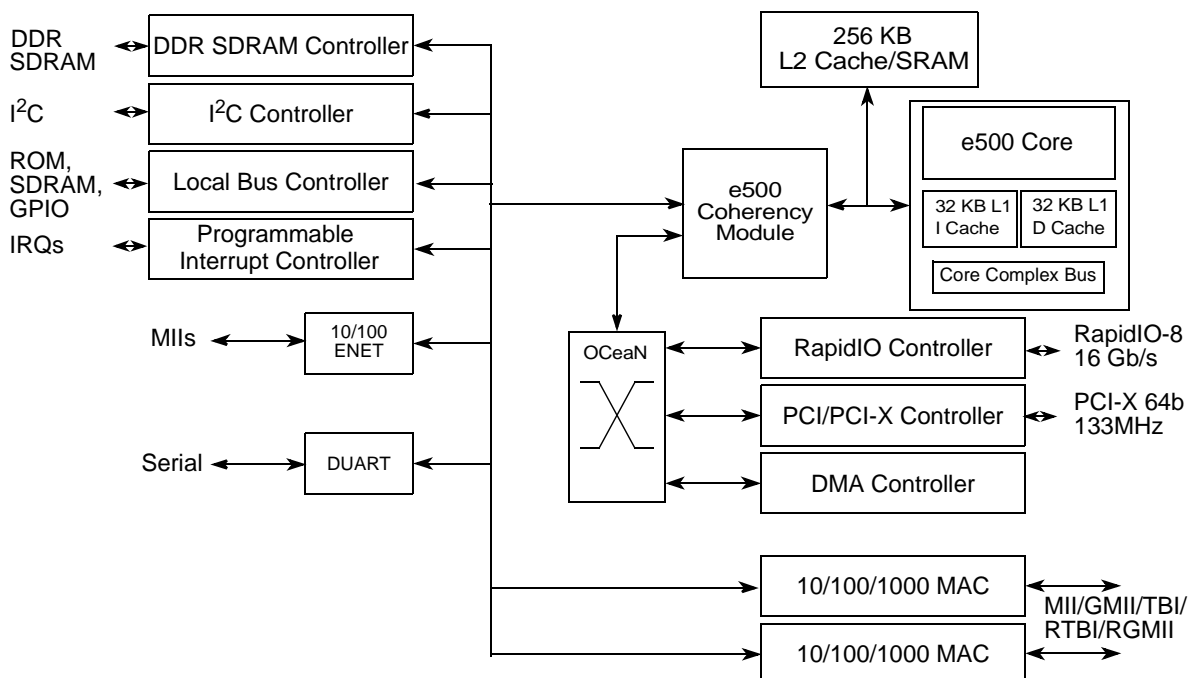 DDR
SDRAM
DDR SDRAM Controller
I²C
I²C Controller
ROM,
SDRAM,
GPIO
Local Bus Controller
IRQs
Programmable
Interrupt Controller
MIIs
10/100
ENET
Serial
DUART
256 KB
L2 Cache/SRAM
e500
Coherency
Module
e500 Core
32 KB L1
I Cache
32 KB L1
D Cache
Core Complex Bus
OCeaN
RapidIO Controller
RapidIO-8
16 Gb/s
PCI/PCI-X Controller
PCI-X 64b
133MHz
DMA Controller
10/100/1000 MAC
10/100/1000 MAC
MII/GMII/TBI/
RTBI/RGMII